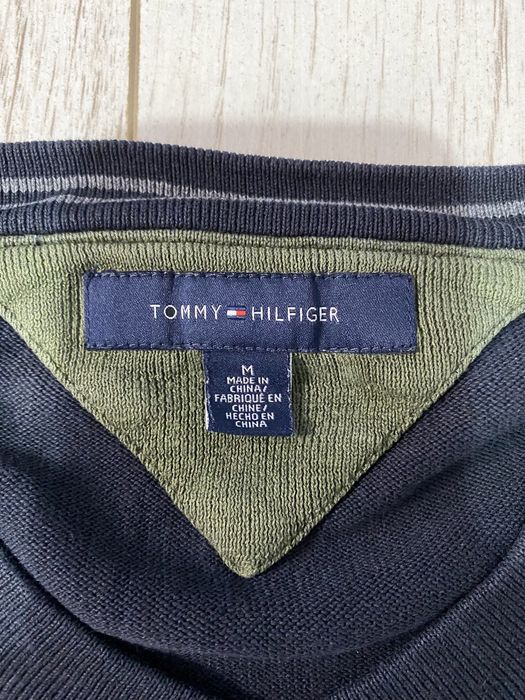 TOMMY HILFIGER
M
MADE IN
CHINA/
FABRIQUÉ EN
CHINE/
HECHO EN
CHINA